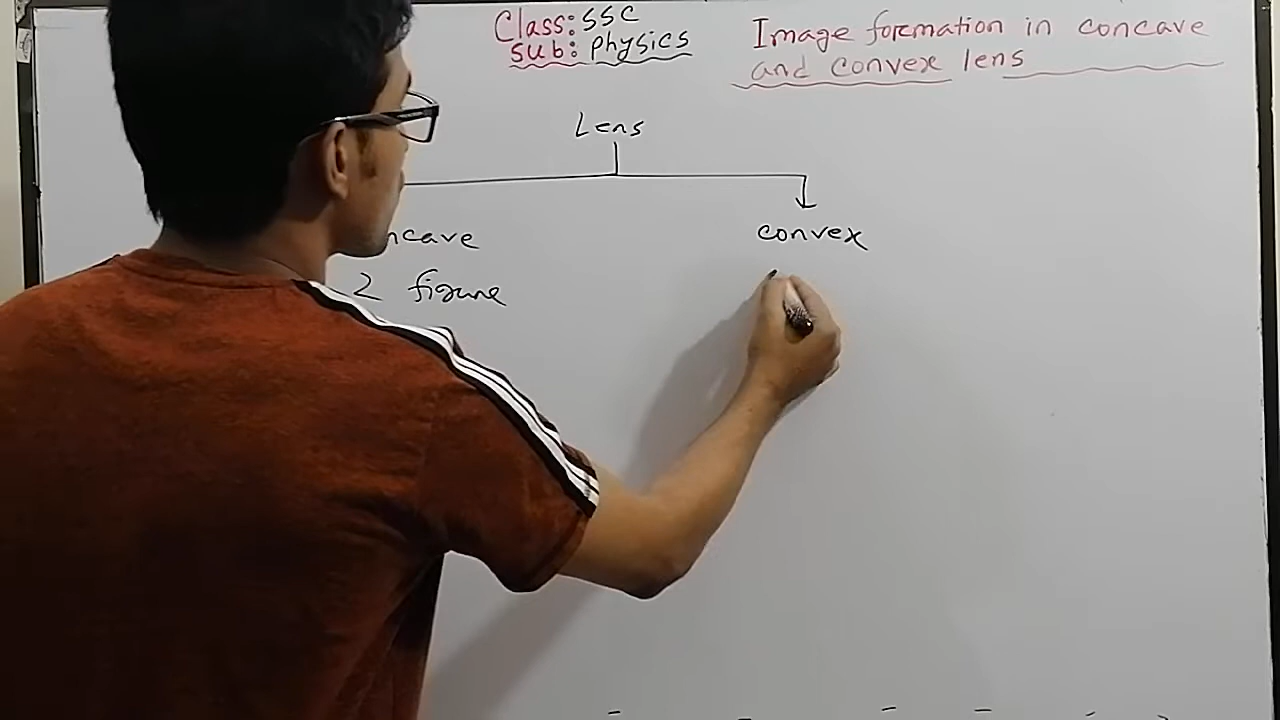 Class: SSC
sub: physics
Image formation in concave
and convex lens
Lens
ncave
convex
2 figure